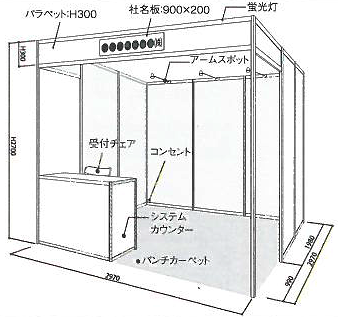 パラペット:H300
社名板:900×200
蛍光灯
H300
㈱
アームスポット
H2700
受付チェア
コンセント
システム
カウンター
パンチカーペット
2970
990
1980
2970